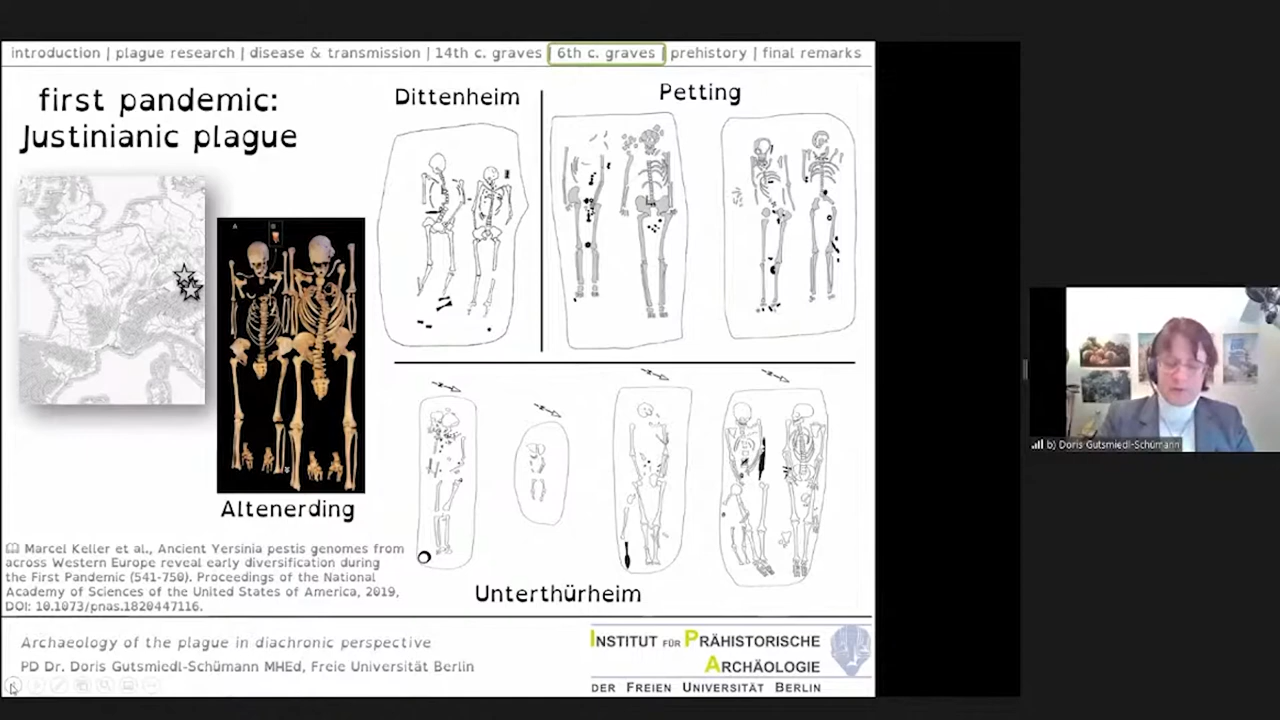 introduction | plague research | disease & transmission | 14th c. graves | 6th c. graves | prehistory | final remarks
first pandemic:
Justinianic plague
Dittenheim
Petting
Altenerding
Unterthürheim
Marcel Keller et al., Ancient Yersinia pestis genomes from
across Western Europe reveal early diversification during
the First Pandemic (541-750). Proceedings of the National
Academy of Sciences of the United States of America, 2019,
DOI: 10.1073/pnas.1820447116.
Archaeology of the plague in diachronic perspective
PD Dr. Doris Gutsmiedl-Schümann MHEd, Freie Universität Berlin
INSTITUT FÜR PRÄHISTORISCHE
ARCHÄOLOGIE
DER FREIEN UNIVERSITÄT BERLIN
b) Doris Gutsmiedl-Schümann